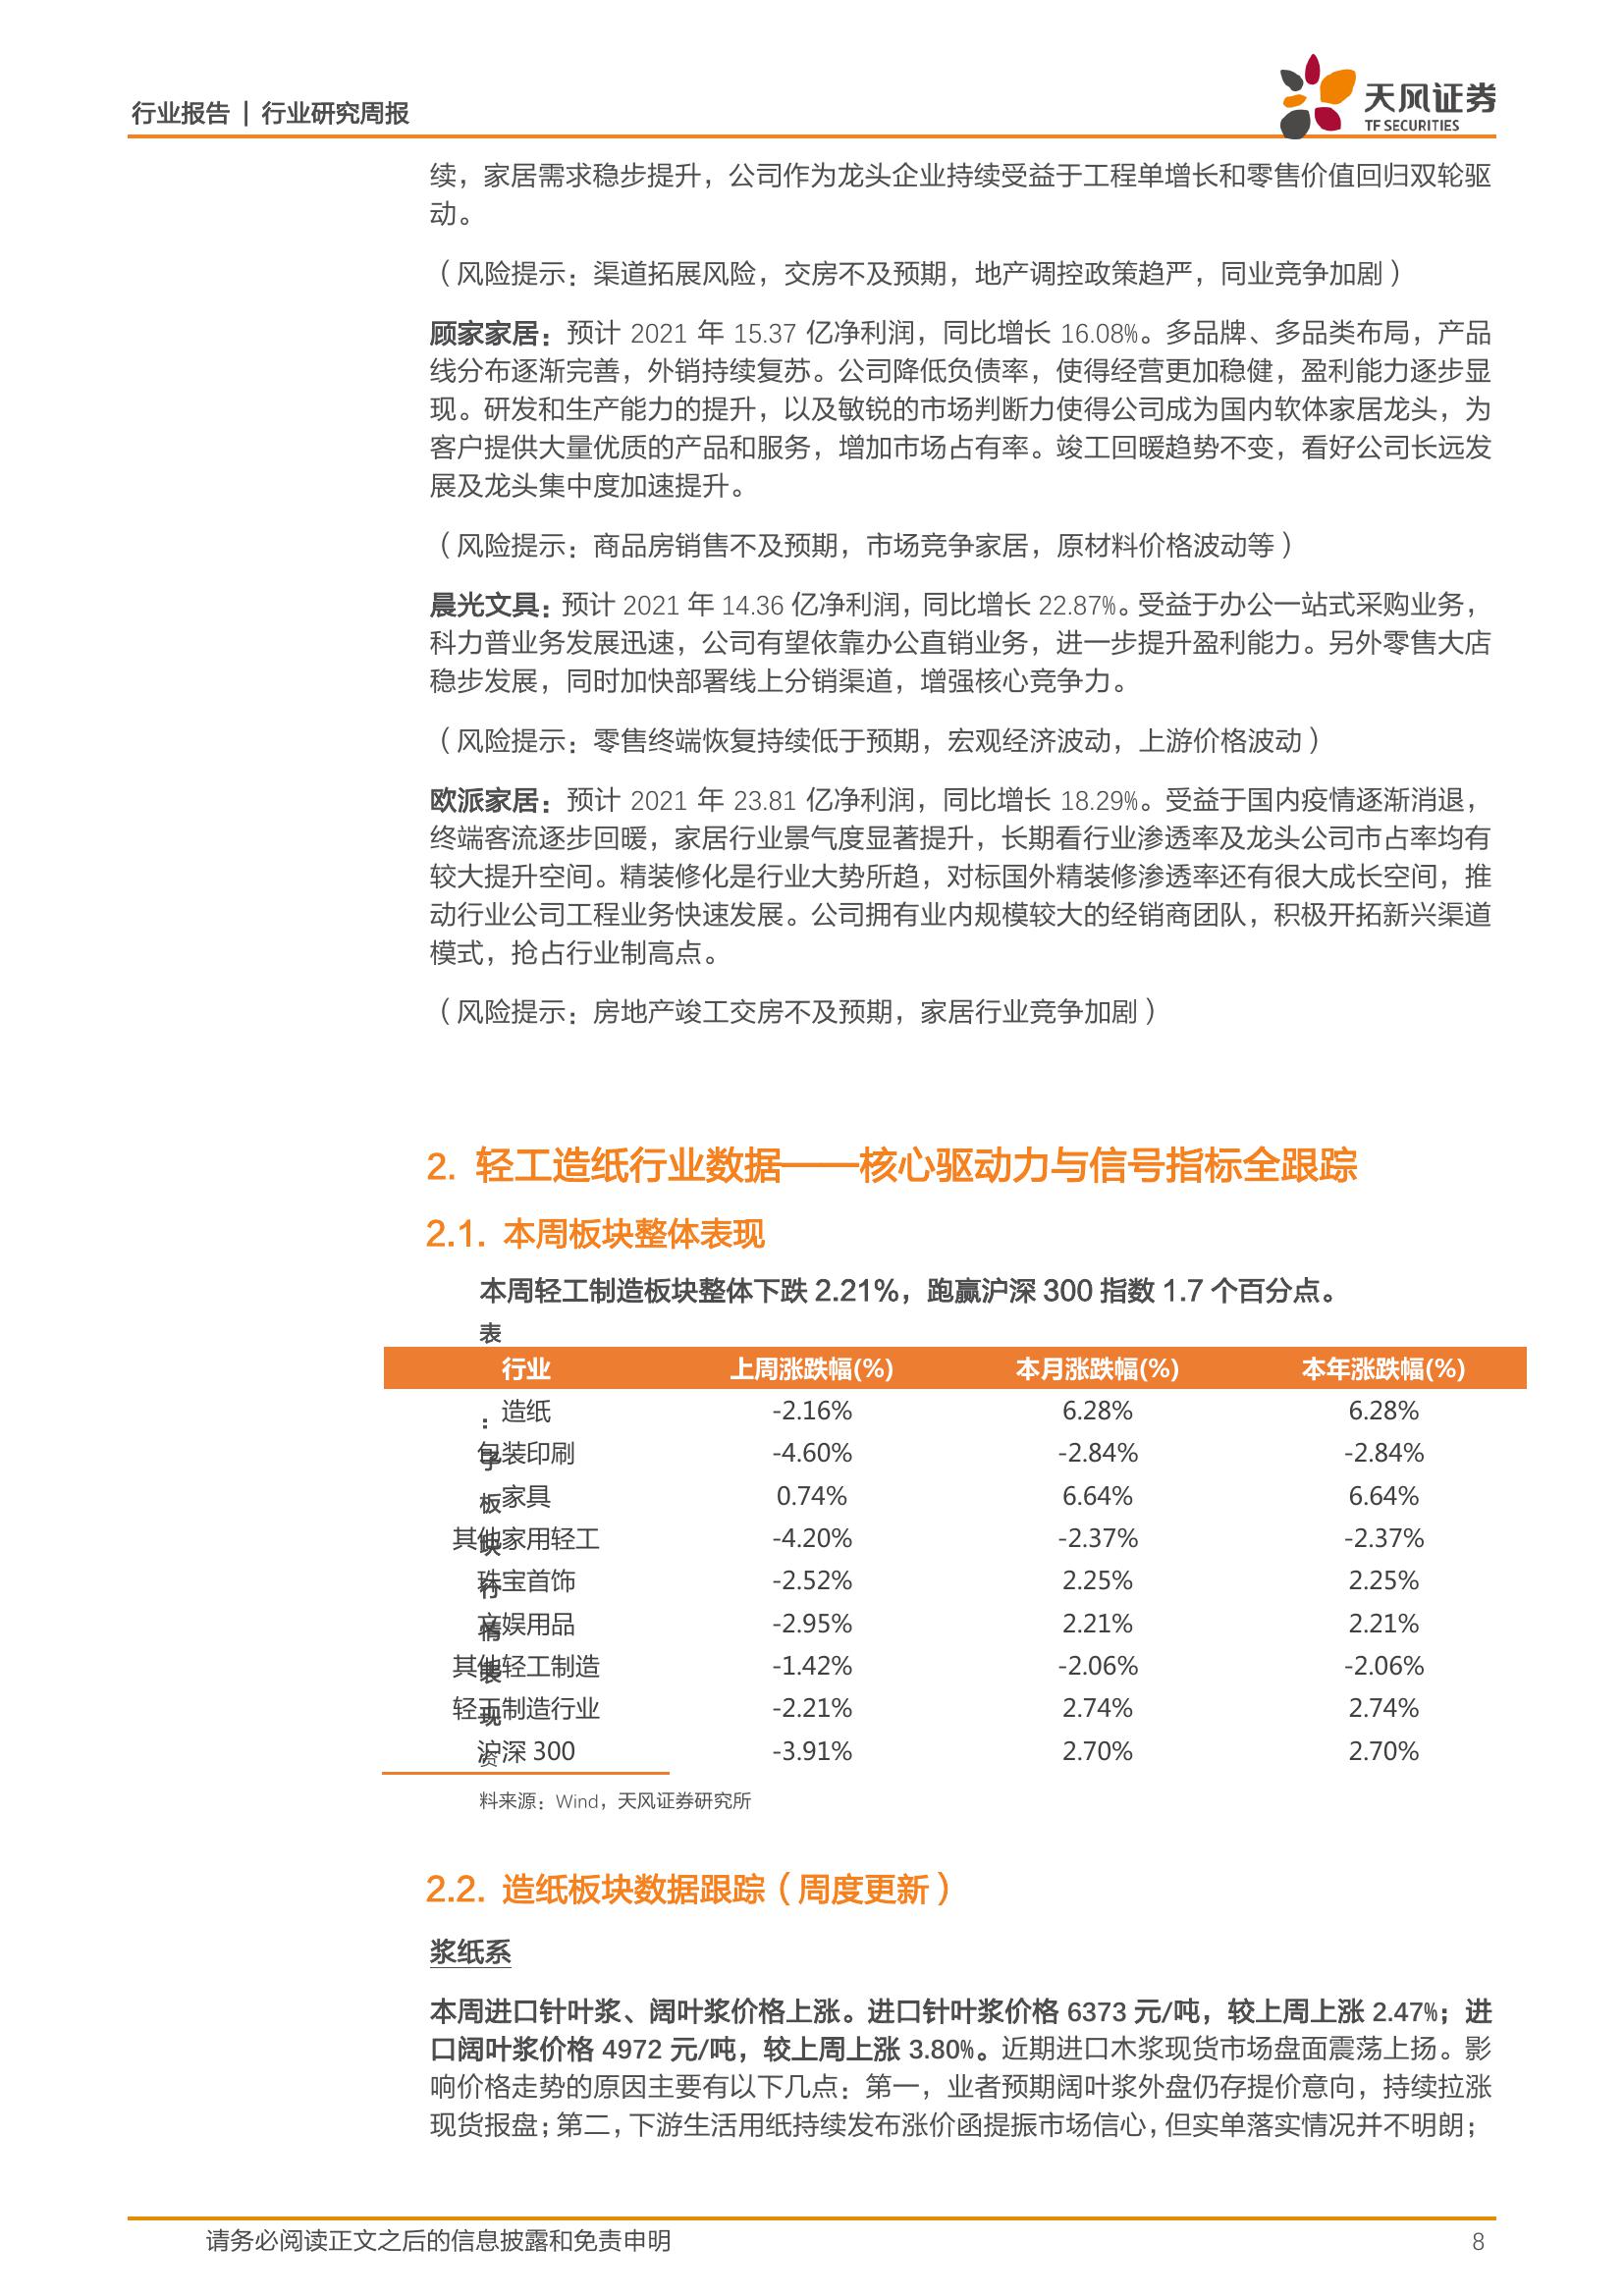 行业报告 | 行业研究周报
天风证券
TF SECURITIES
续，家居需求稳步提升，公司作为龙头企业持续受益于工程单增长和零售价值回归双轮驱
动。
（风险提示：渠道拓展风险，交房不及预期，地产调控政策趋严，同业竞争加剧）
顾家家居：预计 2021 年 15.37 亿净利润，同比增长 16.08%。多品牌、多品类布局，产品
线分布逐渐完善，外销持续复苏。公司降低负债率，使得经营更加稳健，盈利能力逐步显
现。研发和生产能力的提升，以及敏锐的市场判断力使得公司成为国内软体家居龙头，为
客户提供大量优质的产品和服务，增加市场占有率。竣工回暖趋势不变，看好公司长远发
展及龙头集中度加速提升。
（风险提示：商品房销售不及预期，市场竞争家居，原材料价格波动等）
晨光文具：预计 2021 年 14.36 亿净利润，同比增长 22.87%。受益于办公一站式采购业务，
科力普业务发展迅速，公司有望依靠办公直销业务，进一步提升盈利能力。另外零售大店
稳步发展，同时加快部署线上分销渠道，增强核心竞争力。
（风险提示：零售终端恢复持续低于预期，宏观经济波动，上游价格波动）
欧派家居：预计 2021 年 23.81 亿净利润，同比增长 18.29%。受益于国内疫情逐渐消退，
终端客流逐步回暖，家居行业景气度显著提升，长期看行业渗透率及龙头公司市占率均有
较大提升空间。精装修化是行业大势所趋，对标国外精装修渗透率还有很大成长空间，推
动行业公司工程业务快速发展。公司拥有业内规模较大的经销商团队，积极开拓新兴渠道
模式，抢占行业制高点。
（风险提示：房地产竣工交房不及预期，家居行业竞争加剧）
2. 轻工造纸行业数据——核心驱动力与信号指标全跟踪
2.1. 本周板块整体表现
本周轻工制造板块整体下跌 2.21%，跑赢沪深 300 指数 1.7 个百分点。
表
行业 上周涨跌幅(%) 本月涨跌幅(%) 本年涨跌幅(%)
：造纸 -2.16% 6.28% 6.28%
子
包装印刷 -4.60% -2.84% -2.84%
板
家具 0.74% 6.64% 6.64%
块
其他家用轻工 -4.20% -2.37% -2.37%
行
珠宝首饰 -2.52% 2.25% 2.25%
情
文娱用品 -2.95% 2.21% 2.21%
表
其他轻工制造 -1.42% -2.06% -2.06%
现
轻工制造行业 -2.21% 2.74% 2.74%
资
沪深 300 -3.91% 2.70% 2.70%
料来源：Wind，天风证券研究所
2.2. 造纸板块数据跟踪（周度更新）
浆纸系
本周进口针叶浆、阔叶浆价格上涨。进口针叶浆价格 6373 元/吨，较上周上涨 2.47%；进
口阔叶浆价格 4972 元/吨，较上周上涨 3.80%。近期进口木浆现货市场盘面震荡上扬。影
响价格走势的原因主要有以下几点：第一，业者预期阔叶浆外盘仍存提价意向，持续拉涨
现货报盘；第二，下游生活用纸持续发布涨价函提振市场信心，但实单落实情况并不明朗；
请务必阅读正文之后的信息披露和免责申明
8